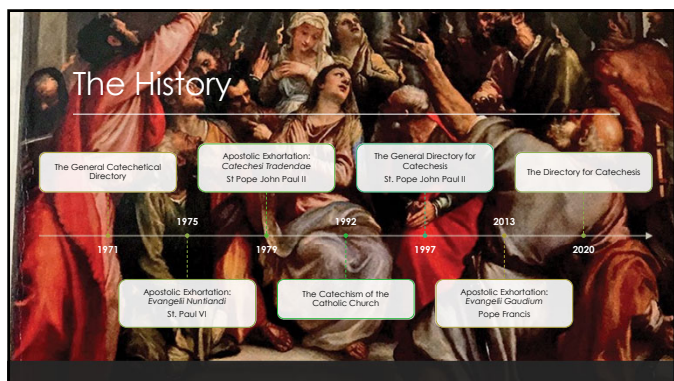 The History
The General Catechetical
Directory
Apostolic Exhortation:
Catechesi Tradendae
St Pope John Paul II
The General Directory for
Catechesis
St. Pope John Paul II
The Directory for Catechesis
1975
1992
2013
1971
1979
1997
2020
Apostolic Exhortation:
Evangelii Nuntiandi
St. Paul VI
The Catechism of the
Catholic Church
Apostolic Exhortation:
Evangelii Gaudium
Pope Francis